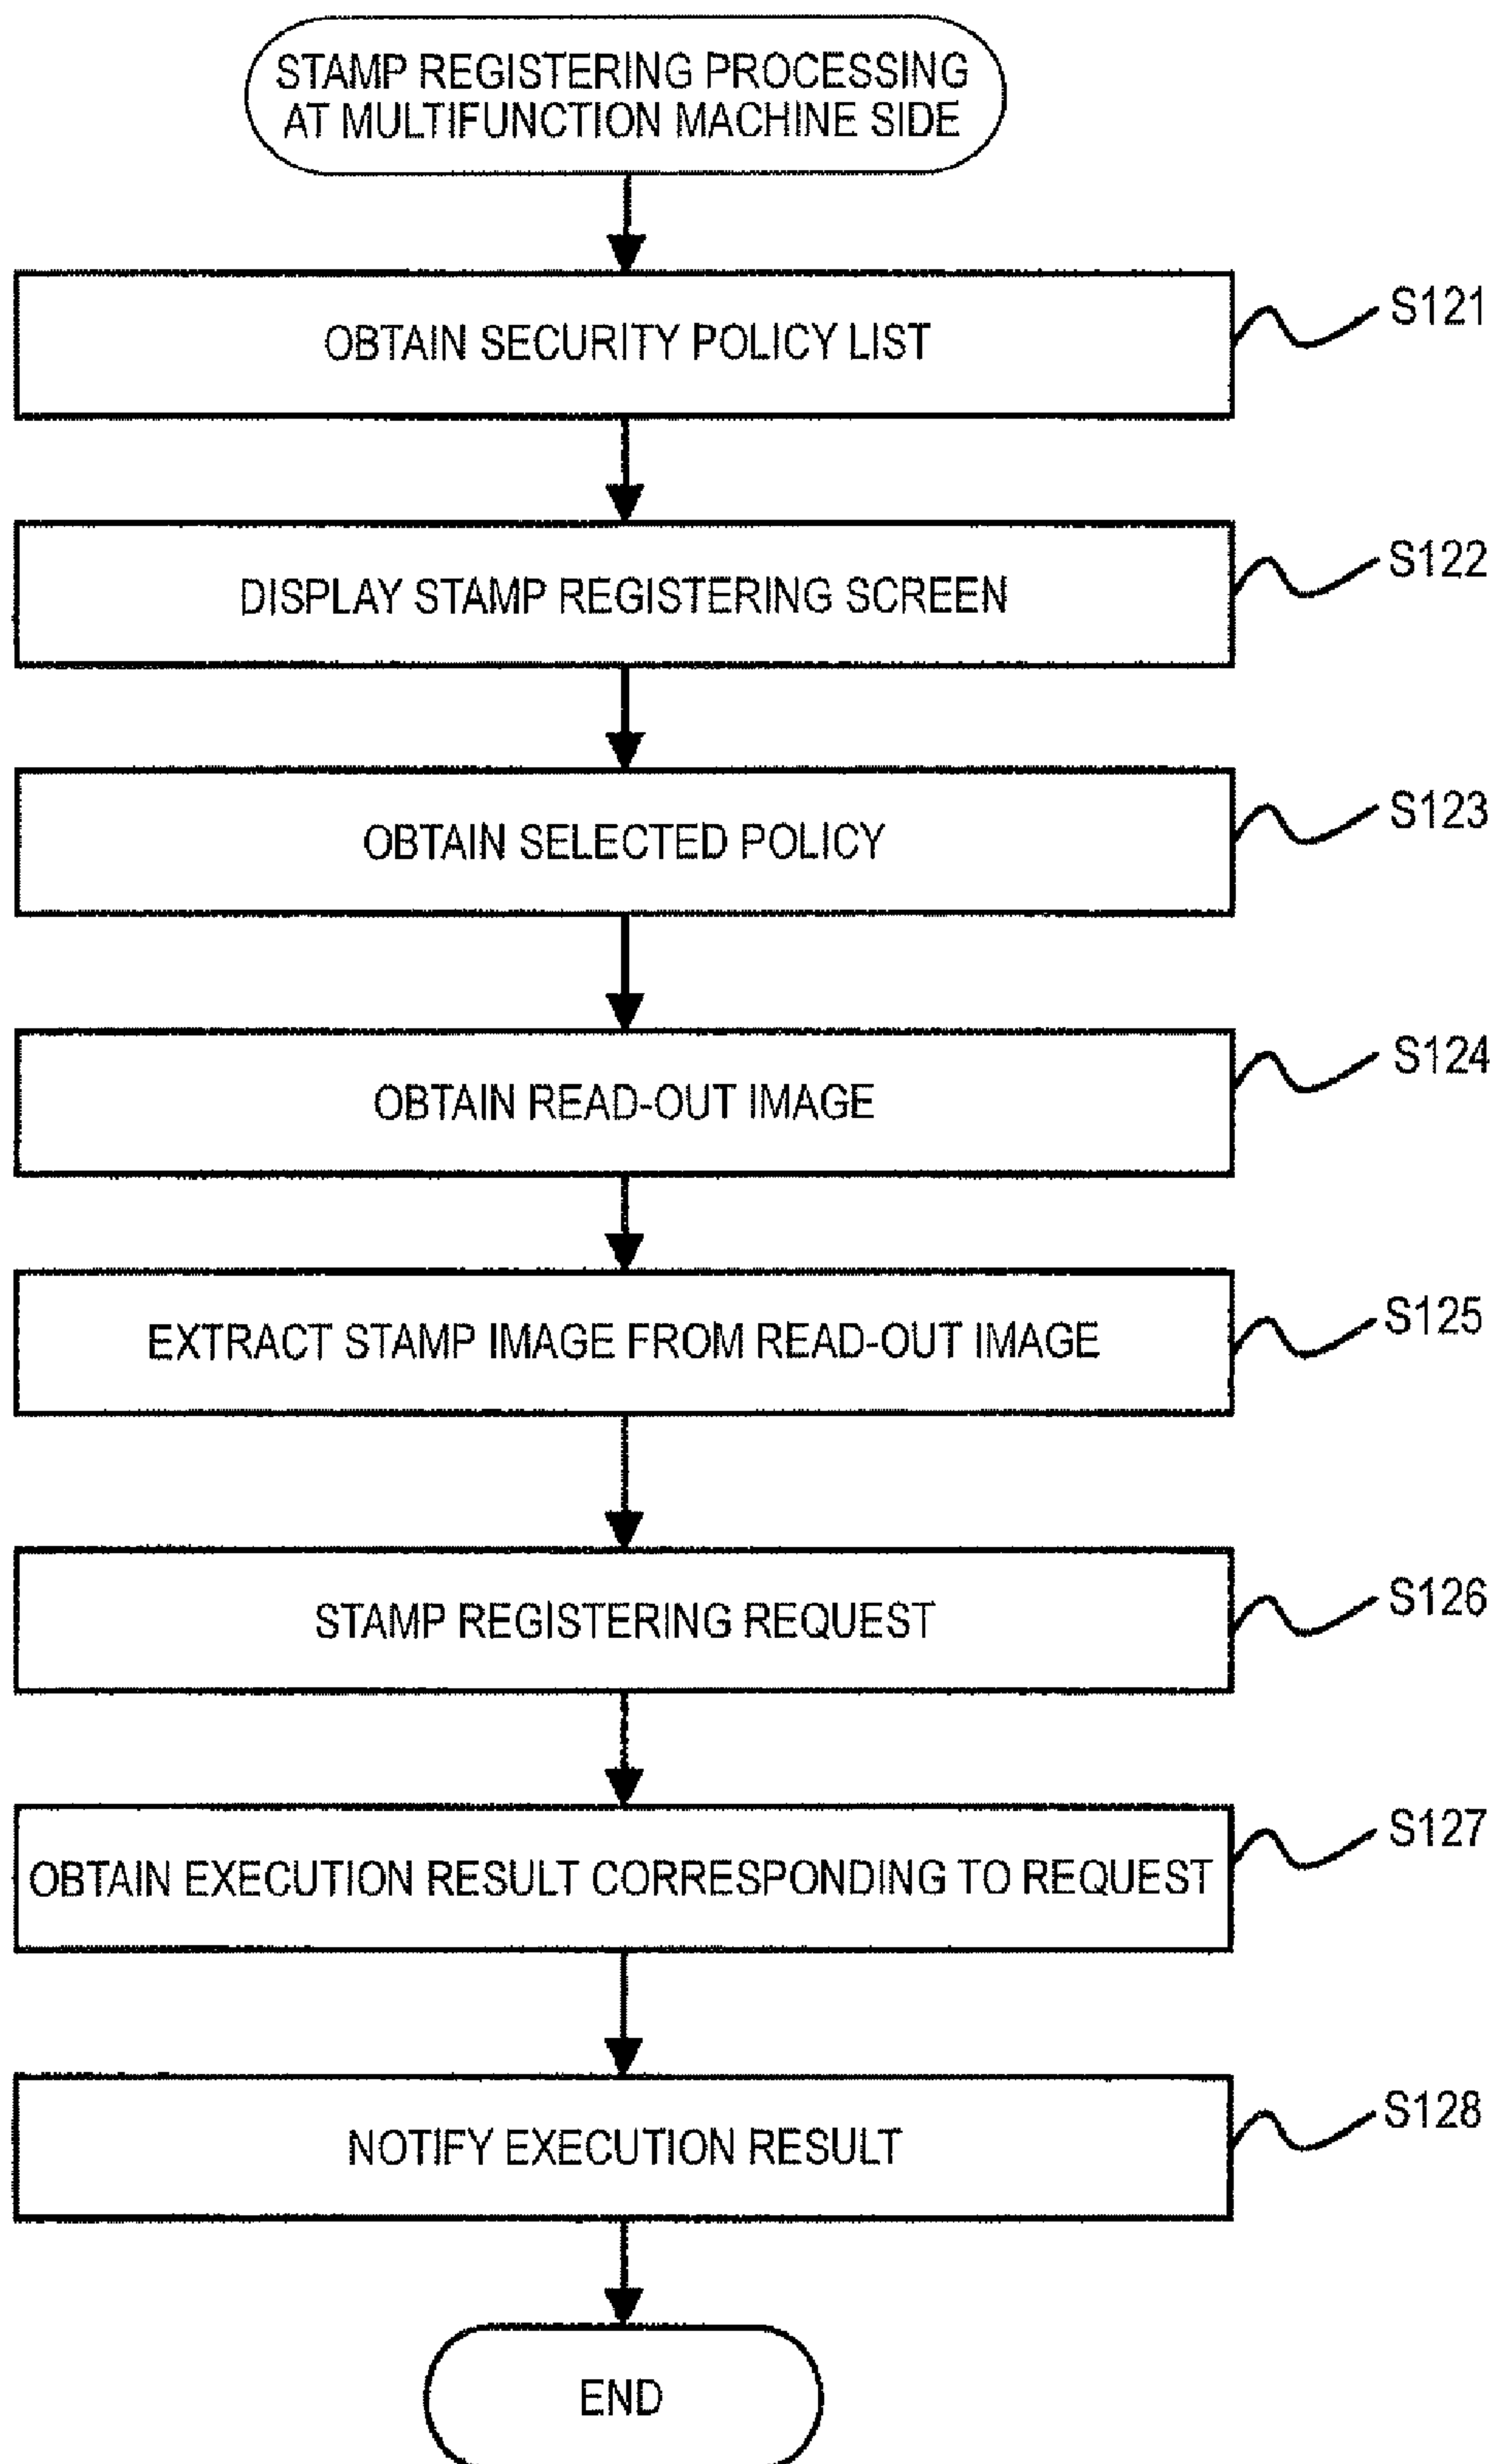 STAMP REGISTERING PROCESSING
AT MULTIFUNCTION MACHINE SIDE
OBTAIN SECURITY POLICY LIST
S121
DISPLAY STAMP REGISTERING SCREEN
S122
OBTAIN SELECTED POLICY
S123
OBTAIN READ-OUT IMAGE
S124
EXTRACT STAMP IMAGE FROM READ-OUT IMAGE
S125
STAMP REGISTERING REQUEST
S126
OBTAIN EXECUTION RESULT CORRESPONDING TO REQUEST
S127
NOTIFY EXECUTION RESULT
S128
END